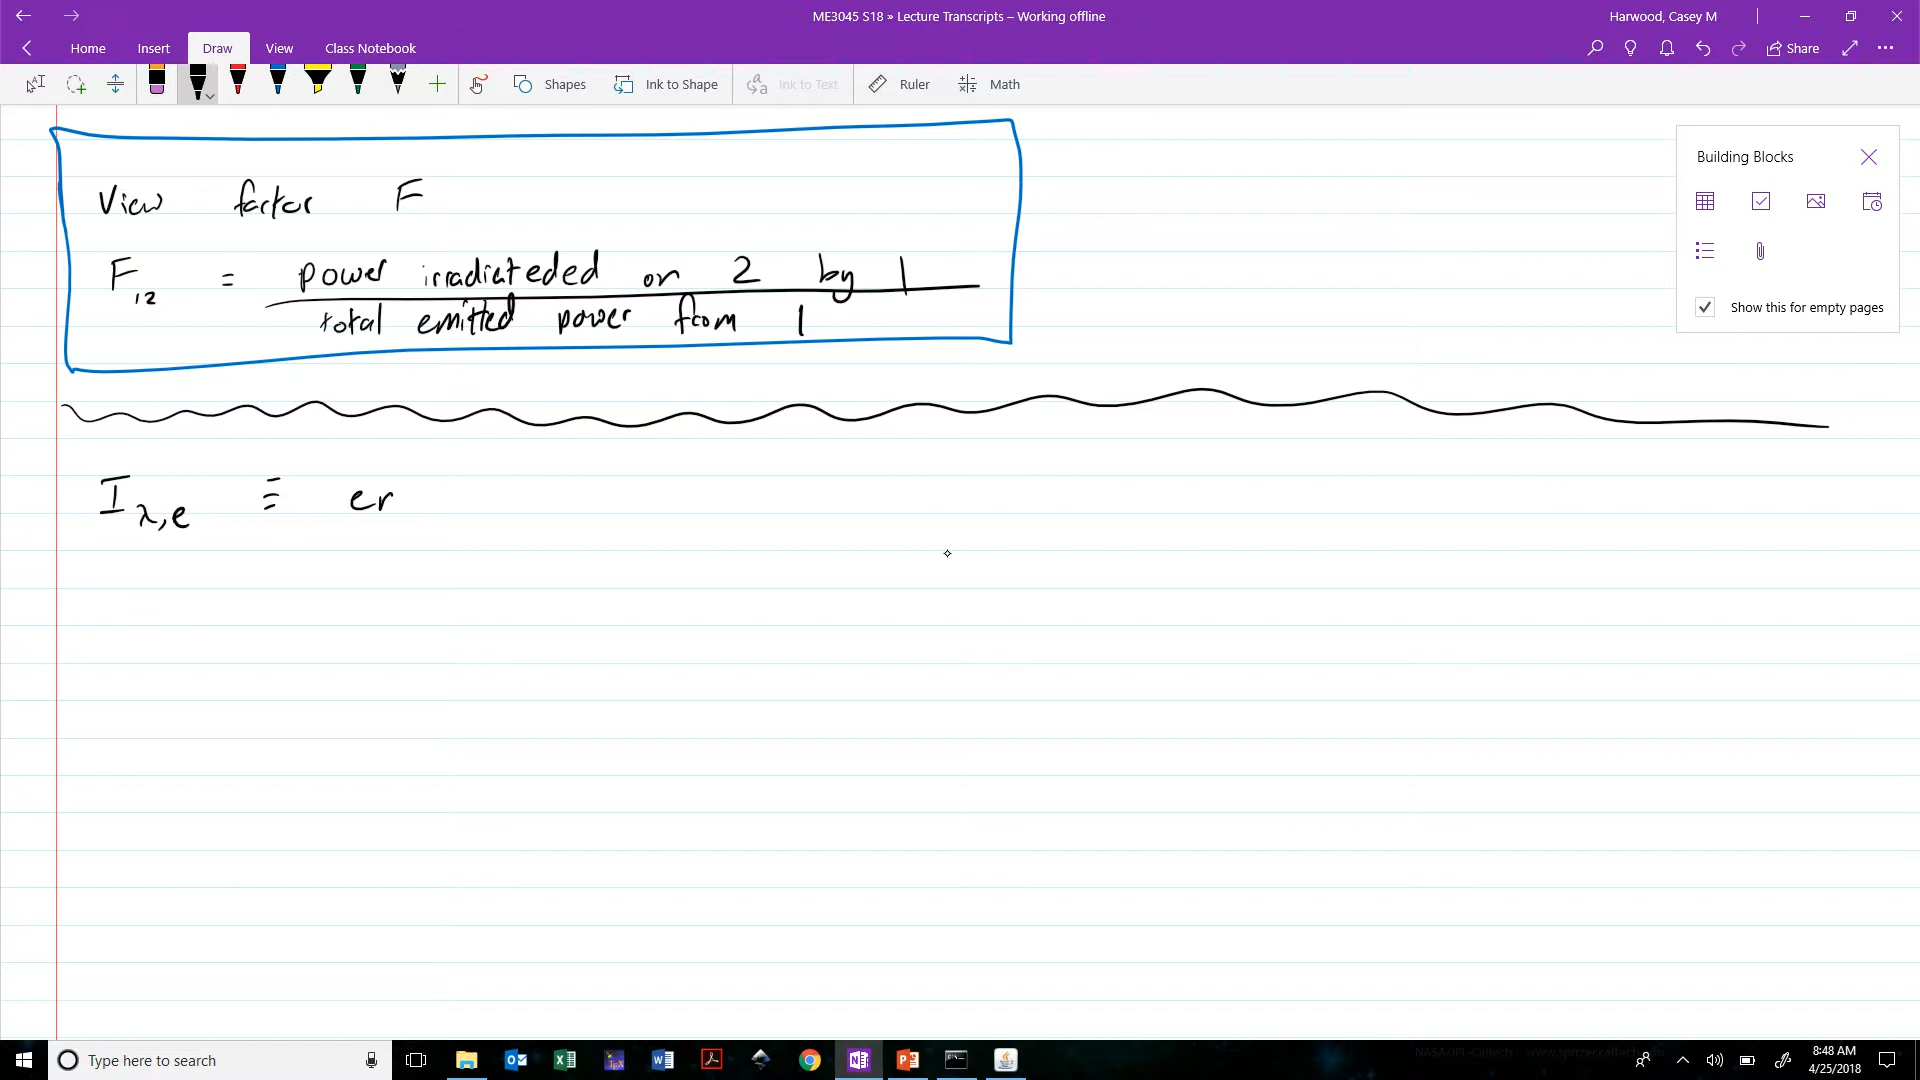 ME3045 S18 » Lecture Transcripts – Working offline
Harwood, Casey M
Home Insert Draw View Class Notebook
Share
Shapes Ink to Shape Ink to Text Ruler Math
Building Blocks
Show this for empty pages
View factor F
F12 = power irradiateded on 2 by 1
total emitted power from 1
I λ,e ≡ er
Type here to search
8:48 AM
4/25/2018